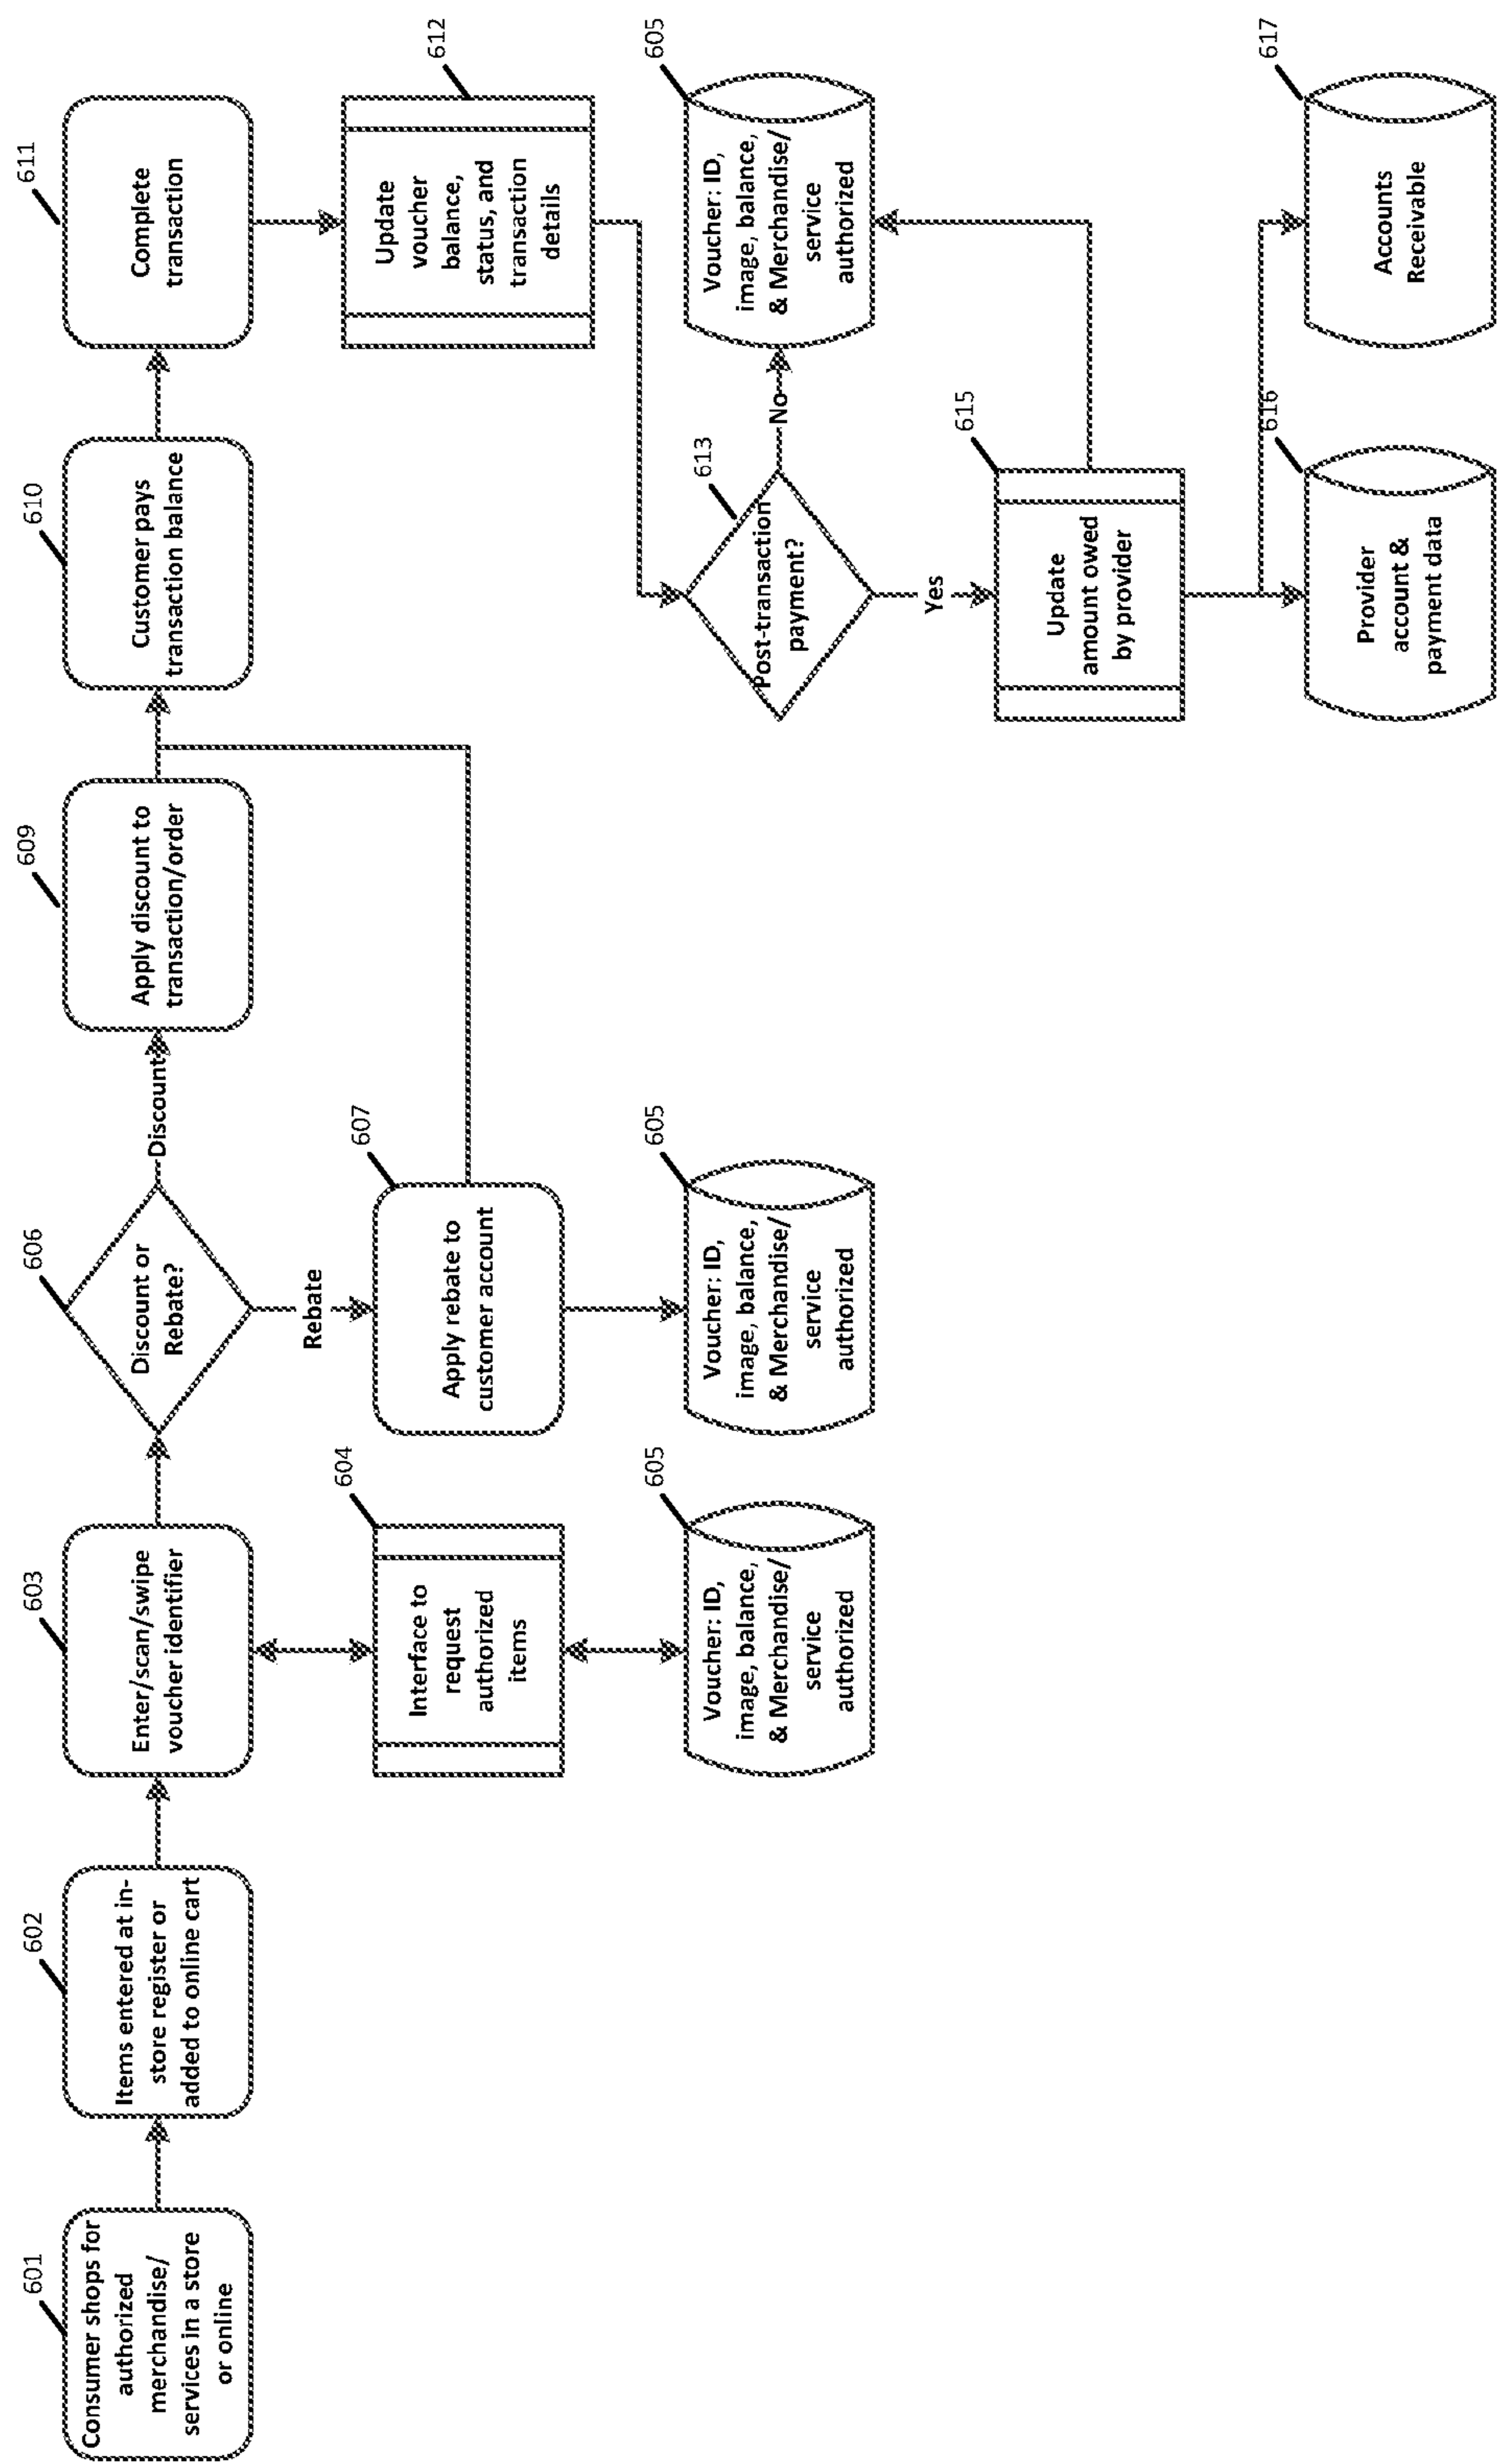 601
Consumer shops for
authorized
merchandise/
services in a store
or online
602
Items entered at in-
store register or
added to online cart
603
Enter/scan/swipe
voucher identifier
606
Discount or
Rebate?
Discount
609
Apply discount to
transaction/order
610
Customer pays
transaction balance
611
Complete
transaction
604
Interface to
request
authorized
items
Rebate
607
Apply rebate to
customer account
612
Update
voucher
balance,
status, and
transaction
details
605
Voucher: ID,
image, balance,
& Merchandise/
service
authorized
605
Voucher: ID,
image, balance,
& Merchandise/
service
authorized
613
Post-transaction
payment?
No
605
Voucher: ID,
image, balance,
& Merchandise/
service
authorized
Yes
615
Update
amount owed
by provider
616
Provider
account &
payment data
617
Accounts
Receivable